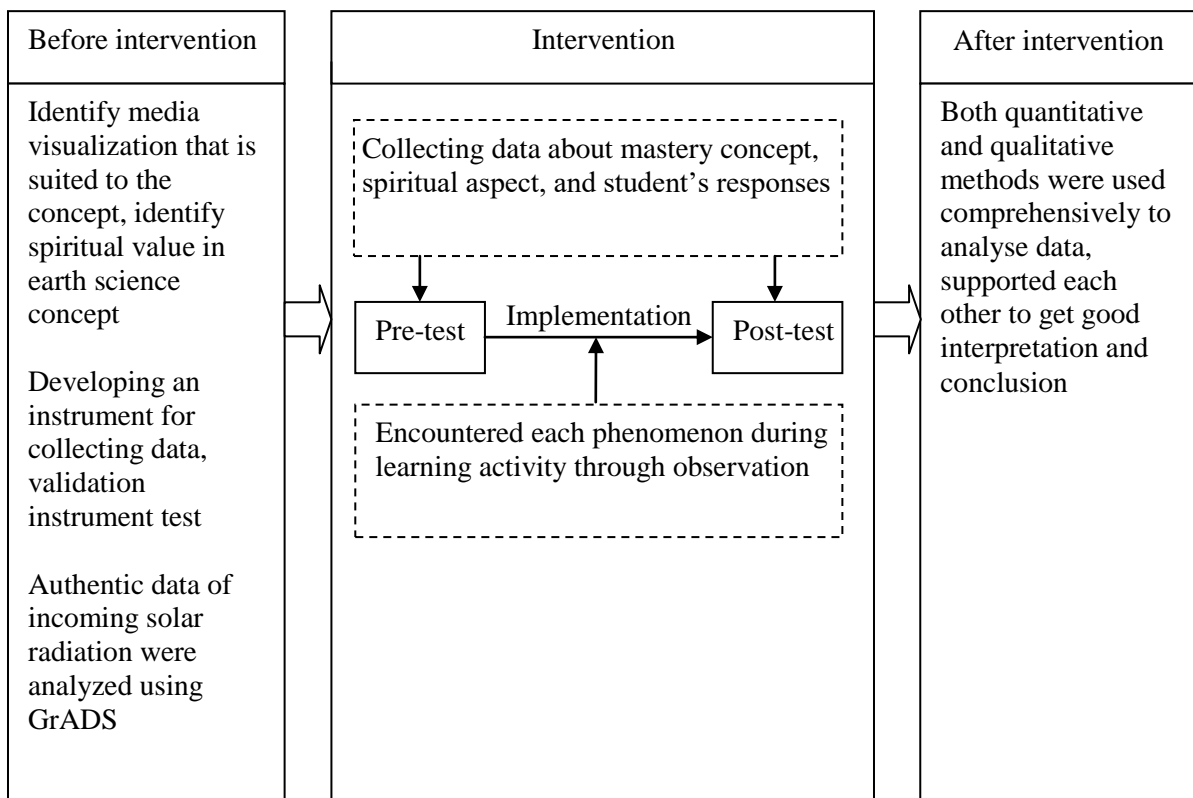 Before intervention
Identify media
visualization that is
suited to the
concept, identify
spiritual value in
earth science
concept
Developing an
instrument for
collecting data,
validation
instrument test
Authentic data of
incoming solar
radiation were
analyzed using
GrADS
Intervention
Collecting data about mastery concept,
spiritual aspect, and student’s responses
Pre-test
Implementation
Post-test
Encountered each phenomenon during
learning activity through observation
After intervention
Both quantitative
and qualitative
methods were used
comprehensively to
analyse data,
supported each
other to get good
interpretation and
conclusion